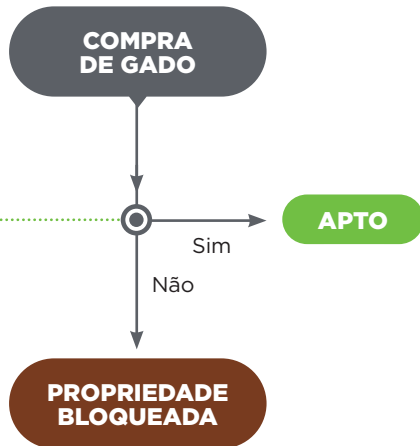 COMPRA
DE GADO
APTO
Sim
Não
PROPRIEDADE
BLOQUEADA